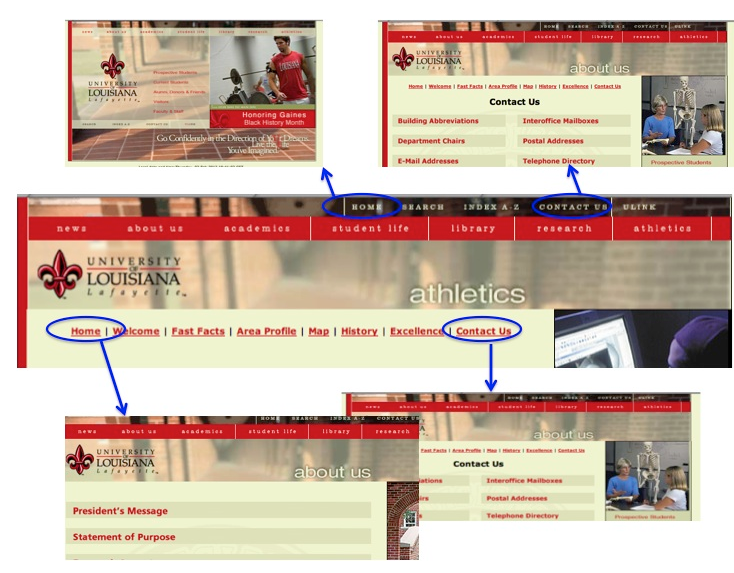 news about us academics student life library research athletics
UNIVERSITY
OF
LOUISIANA
Lafayette
Prospective Students
Current Students
Alumni, Donors & Friends
Visitors
Faculty & Staff
SEARCH INDEX A-Z CONTACT US ULINK
Honoring Gaines
Black History Month
Go Confidently in the Direction of Your Dreams.
Live the life
You've Imagined.
HOME SEARCH INDEX A-Z CONTACT US ULINK
news about us academics student life library research athletics
UNIVERSITY
OF
LOUISIANA
Lafayette
about us
Home | Welcome | Fast Facts | Area Profile | Map | History | Excellence | Contact Us
Contact Us
Building Abbreviations Interoffice Mailboxes
Department Chairs Postal Addresses
E-Mail Addresses Telephone Directory
Prospective Students
HOME SEARCH INDEX A-Z CONTACT US ULINK
news about us academics student life library research athletics
UNIVERSITY
OF
LOUISIANA
Lafayette
athletics
Home | Welcome | Fast Facts | Area Profile | Map | History | Excellence | Contact Us
HOME SEARCH INDEX A-Z CONTACT US
news about us academics student life library research
UNIVERSITY
OF
LOUISIANA
Lafayette
about us
President's Message
Statement of Purpose
HOME SEARCH INDEX A-Z CONTACT US ULINK
news about us academics student life library research athletics
about us
Fast Facts | Area Profile | Map | History | Excellence | Contact Us
Contact Us
ations Interoffice Mailboxes
irs Postal Addresses
s Telephone Directory
Prospective Students